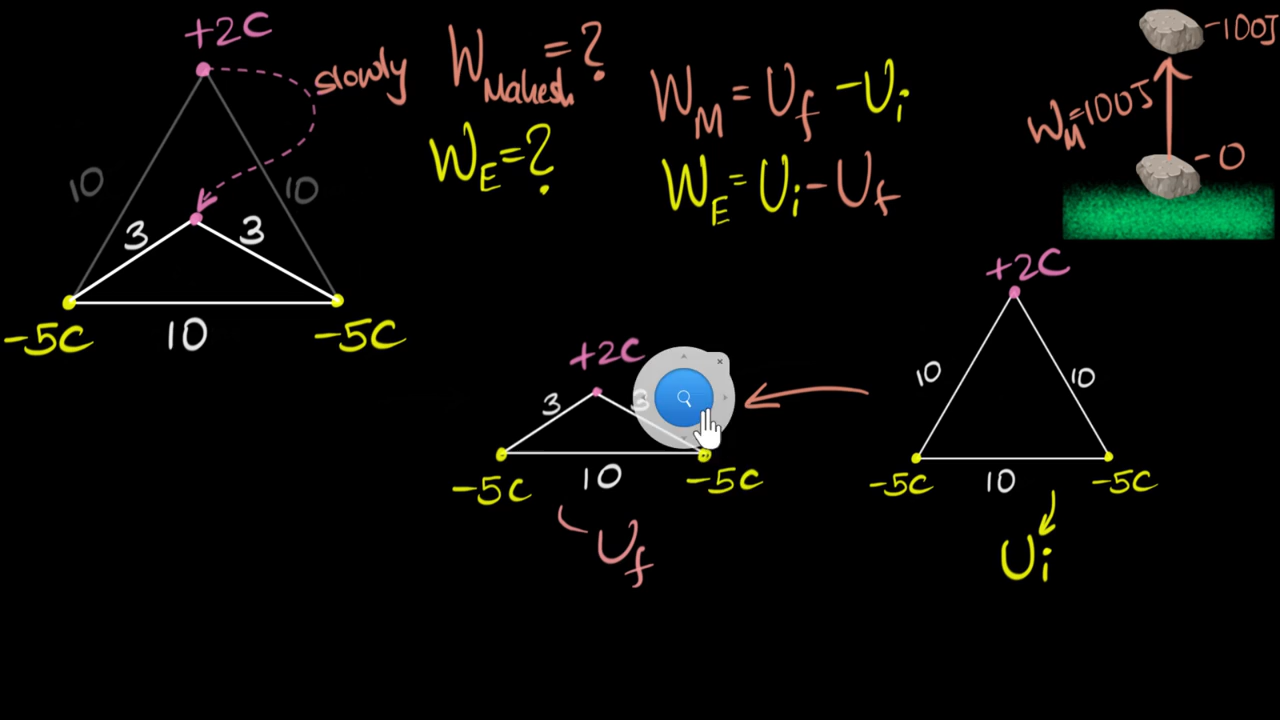 +2C
slowly
10
10
3
3
-5C
10
-5C
W_Mahesh = ?
W_E = ?
W_M = U_f - U_i
W_E = U_i - U_f
-100J
W_M=100J
-0
+2C
3
3
-5C
10
-5C
U_f
+2C
10
10
-5C
10
-5C
U_i